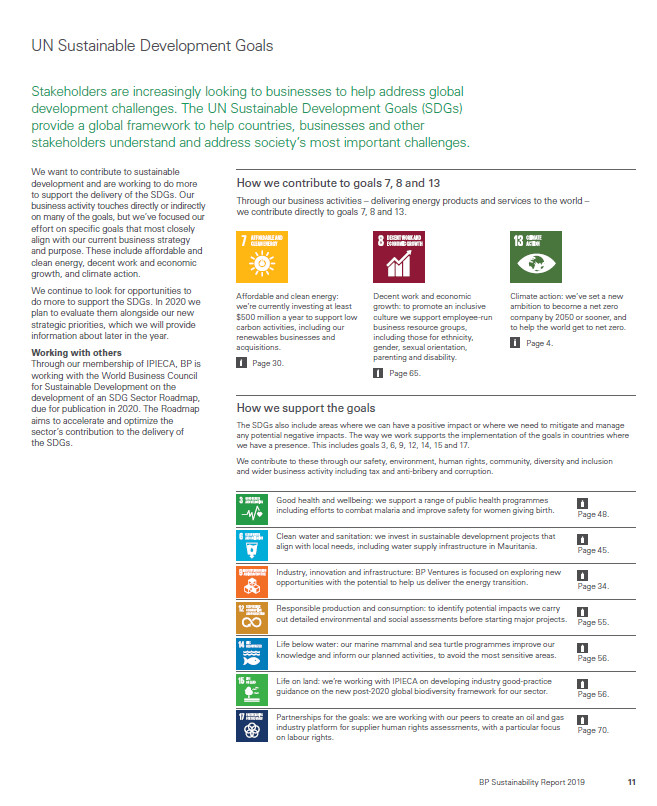 UN Sustainable Development Goals
Stakeholders are increasingly looking to businesses to help address global
development challenges. The UN Sustainable Development Goals (SDGs)
provide a global framework to help countries, businesses and other
stakeholders understand and address society's most important challenges.
We want to contribute to sustainable
development and are working to do more
to support the delivery of the SDGs. Our
business activity touches directly or indirectly
on many of the goals, but we've focused our
effort on specific goals that most closely
align with our current business strategy
and purpose. These include affordable and
clean energy, decent work and economic
growth, and climate action.
We continue to look for opportunities to
do more to support the SDGs. In 2020 we
plan to evaluate them alongside our new
strategic priorities, which we will provide
information about later in the year.
Working with others
Through our membership of IPIECA, BP is
working with the World Business Council
for Sustainable Development on the
development of an SDG Sector Roadmap,
due for publication in 2020. The Roadmap
aims to accelerate and optimize the
sector's contribution to the delivery of
the SDGs.
How we contribute to goals 7, 8 and 13
Through our business activities – delivering energy products and services to the world –
we contribute directly to goals 7, 8 and 13.
7 AFFORDABLE AND
CLEAN ENERGY
Affordable and clean energy:
we're currently investing at least
$500 million a year to support low
carbon activities, including our
renewables businesses and
acquisitions.
Page 30.
8 DECENT WORK AND
ECONOMIC GROWTH
Decent work and economic
growth: to promote an inclusive
culture we support employee-run
business resource groups,
including those for ethnicity,
gender, sexual orientation,
parenting and disability.
Page 65.
13 CLIMATE
ACTION
Climate action: we've set a new
ambition to become a net zero
company by 2050 or sooner, and
to help the world get to net zero.
Page 4.
How we support the goals
The SDGs also include areas where we can have a positive impact or where we need to mitigate and manage
any potential negative impacts. The way we work supports the implementation of the goals in countries where
we have a presence. This includes goals 3, 6, 9, 12, 14, 15 and 17.
We contribute to these through our safety, environment, human rights, community, diversity and inclusion
and wider business activity including tax and anti-bribery and corruption.
3
Good health and wellbeing: we support a range of public health programmes
including efforts to combat malaria and improve safety for women giving birth.
Page 48.
6
Clean water and sanitation: we invest in sustainable development projects that
align with local needs, including water supply infrastructure in Mauritania.
Page 45.
9
Industry, innovation and infrastructure: BP Ventures is focused on exploring new
opportunities with the potential to help us deliver the energy transition.
Page 34.
12
Responsible production and consumption: to identify potential impacts we carry
out detailed environmental and social assessments before starting major projects.
Page 55.
14
Life below water: our marine mammal and sea turtle programmes improve our
knowledge and inform our planned activities, to avoid the most sensitive areas.
Page 56.
15
Life on land: we're working with IPIECA on developing industry good-practice
guidance on the new post-2020 global biodiversity framework for our sector.
Page 56.
17
Partnerships for the goals: we are working with our peers to create an oil and gas
industry platform for supplier human rights assessments, with a particular focus
on labour rights.
Page 70.
BP Sustainability Report 2019 11